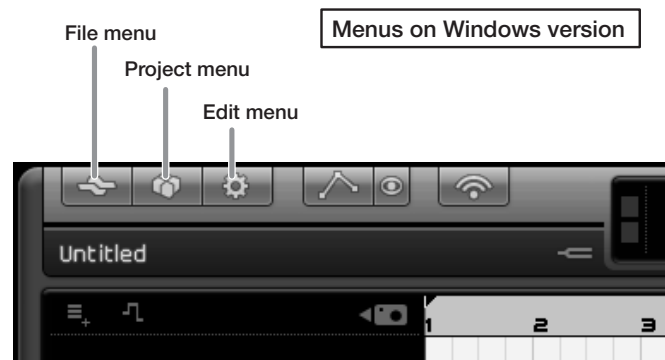 Menus on Windows version
File menu
Project menu
Edit menu
Untitled
1 2 3